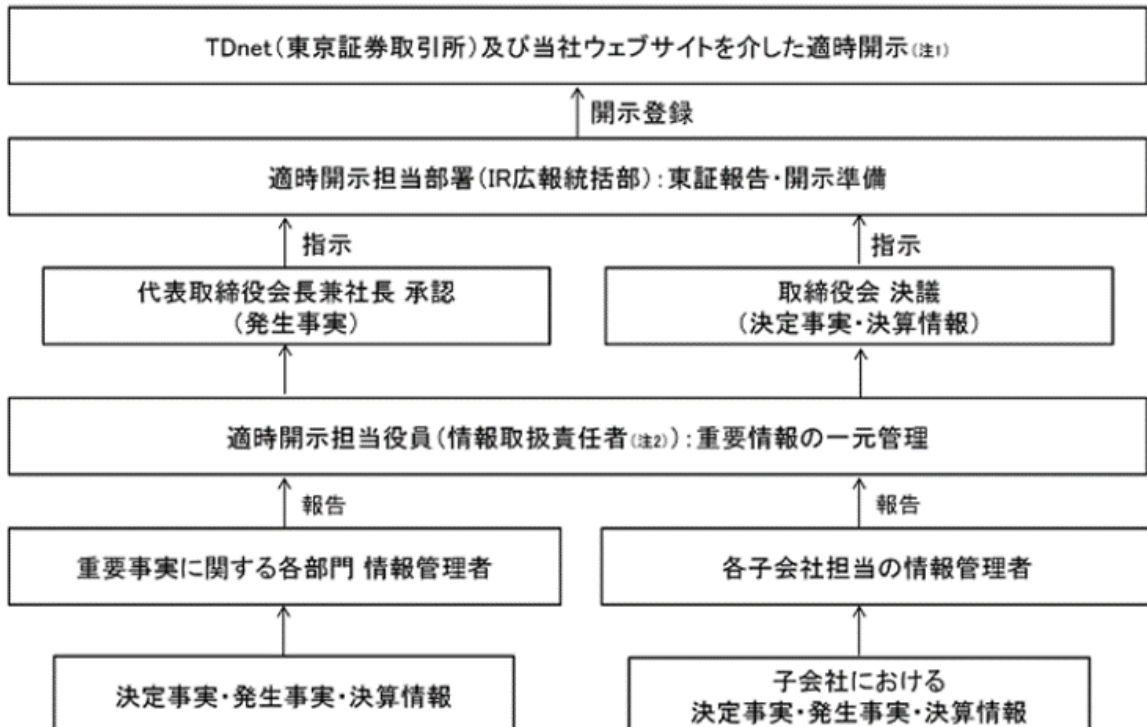 TDnet(東京証券取引所)及び当社ウェブサイトを介した適時開示(注1)
開示登録
適時開示担当部署(IR広報統括部):東証報告・開示準備
指示
指示
代表取締役会長兼社長 承認
(発生事実)
取締役会 決議
(決定事実・決算情報)
適時開示担当役員(情報取扱責任者(注2)):重要情報の一元管理
報告
報告
重要事実に関する各部門 情報管理者
各子会社担当の情報管理者
決定事実・発生事実・決算情報
子会社における
決定事実・発生事実・決算情報